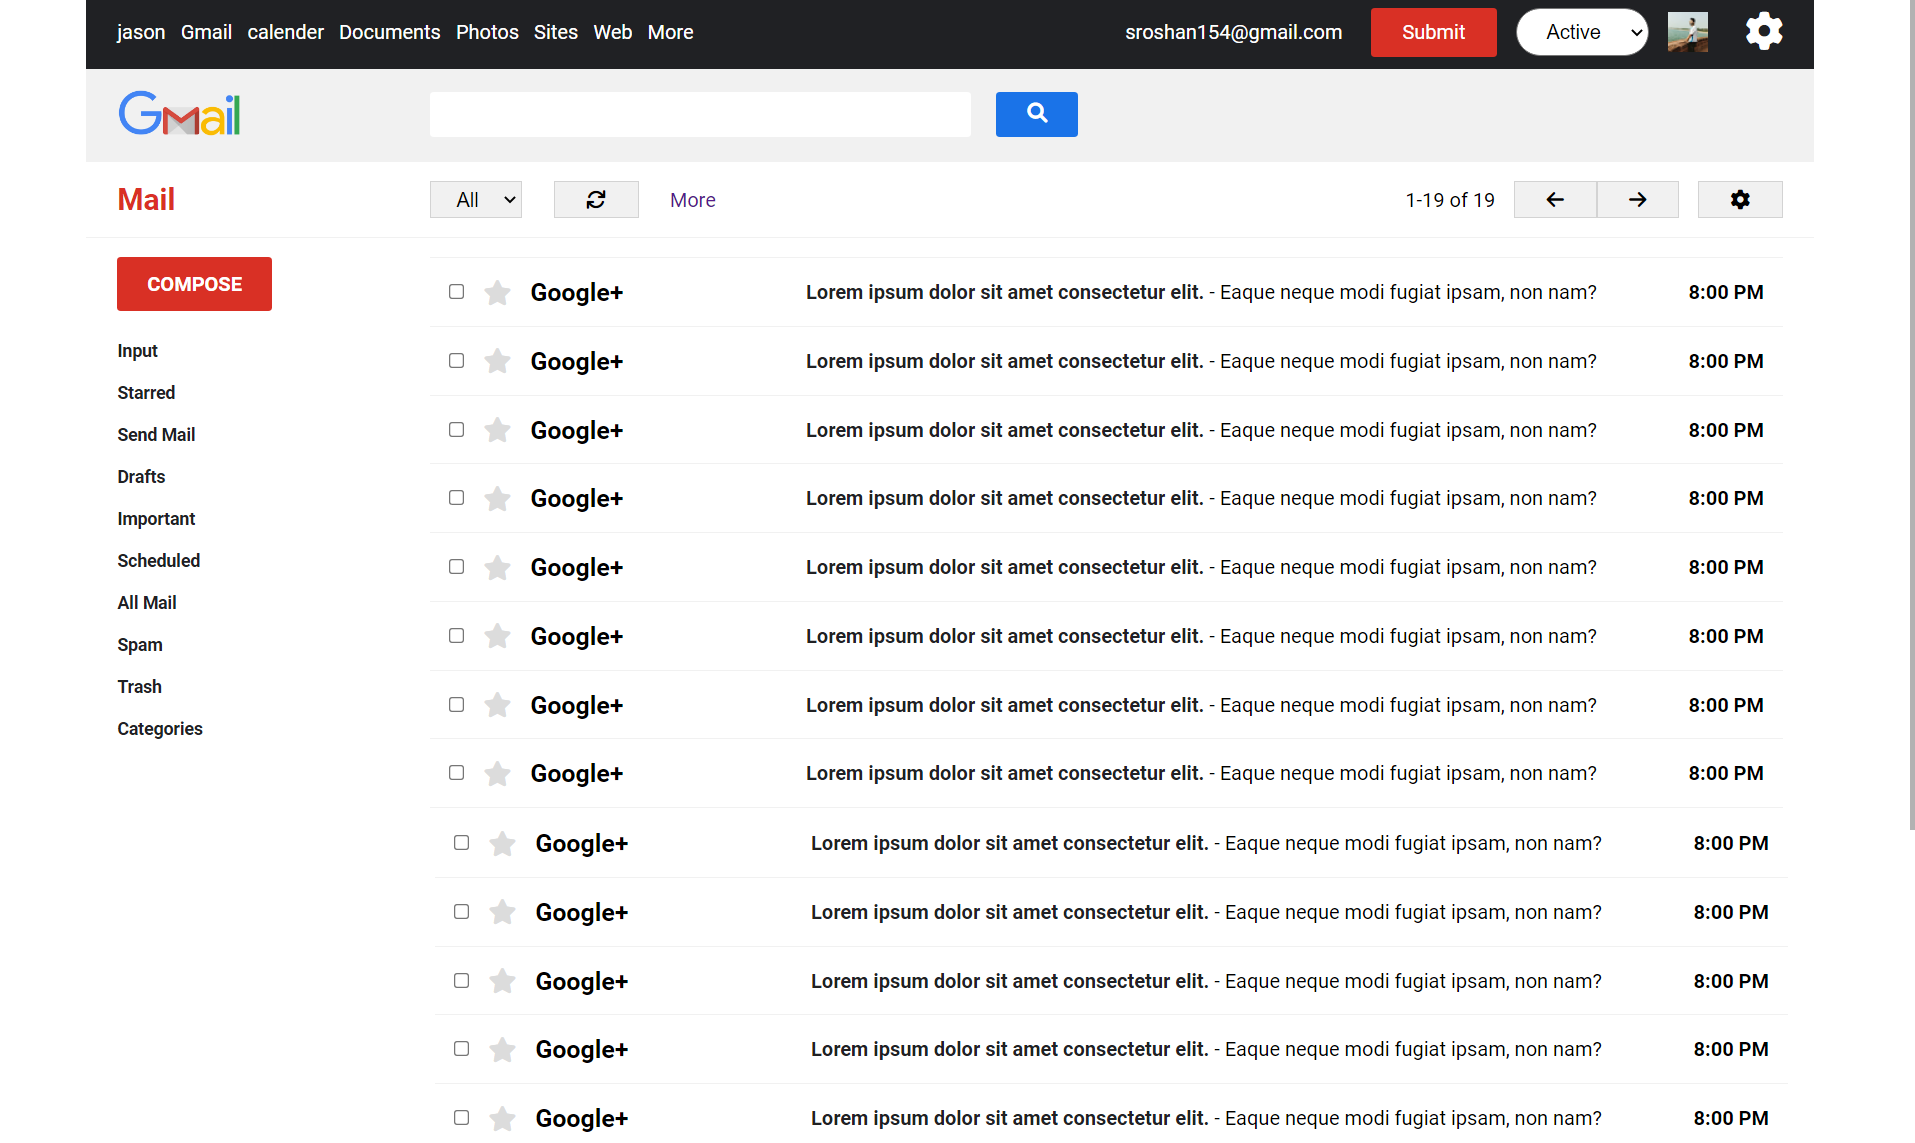 jason Gmail calender Documents Photos Sites Web More sroshan154@gmail.com Submit Active
Gmail
Mail All More 1-19 of 19
COMPOSE
Input
Starred
Send Mail
Drafts
Important
Scheduled
All Mail
Spam
Trash
Categories
Google+ Lorem ipsum dolor sit amet consectetur elit. - Eaque neque modi fugiat ipsam, non nam? 8:00 PM
Google+ Lorem ipsum dolor sit amet consectetur elit. - Eaque neque modi fugiat ipsam, non nam? 8:00 PM
Google+ Lorem ipsum dolor sit amet consectetur elit. - Eaque neque modi fugiat ipsam, non nam? 8:00 PM
Google+ Lorem ipsum dolor sit amet consectetur elit. - Eaque neque modi fugiat ipsam, non nam? 8:00 PM
Google+ Lorem ipsum dolor sit amet consectetur elit. - Eaque neque modi fugiat ipsam, non nam? 8:00 PM
Google+ Lorem ipsum dolor sit amet consectetur elit. - Eaque neque modi fugiat ipsam, non nam? 8:00 PM
Google+ Lorem ipsum dolor sit amet consectetur elit. - Eaque neque modi fugiat ipsam, non nam? 8:00 PM
Google+ Lorem ipsum dolor sit amet consectetur elit. - Eaque neque modi fugiat ipsam, non nam? 8:00 PM
Google+ Lorem ipsum dolor sit amet consectetur elit. - Eaque neque modi fugiat ipsam, non nam? 8:00 PM
Google+ Lorem ipsum dolor sit amet consectetur elit. - Eaque neque modi fugiat ipsam, non nam? 8:00 PM
Google+ Lorem ipsum dolor sit amet consectetur elit. - Eaque neque modi fugiat ipsam, non nam? 8:00 PM
Google+ Lorem ipsum dolor sit amet consectetur elit. - Eaque neque modi fugiat ipsam, non nam? 8:00 PM
Google+ Lorem ipsum dolor sit amet consectetur elit. - Eaque neque modi fugiat ipsam, non nam? 8:00 PM